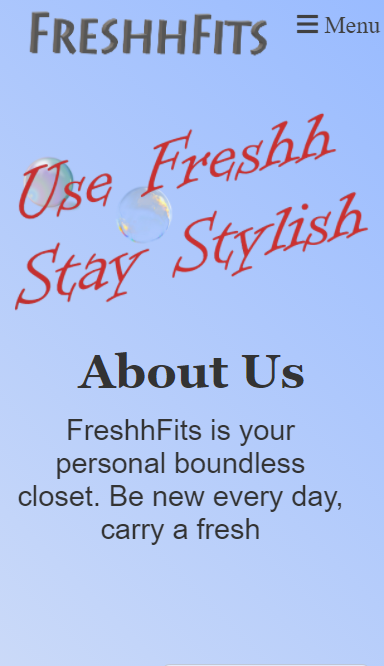 FRESHHFITS
☰ Menu
Use Freshh
Stay Stylish
About Us
FreshhFits is your
personal boundless
closet. Be new every day,
carry a fresh